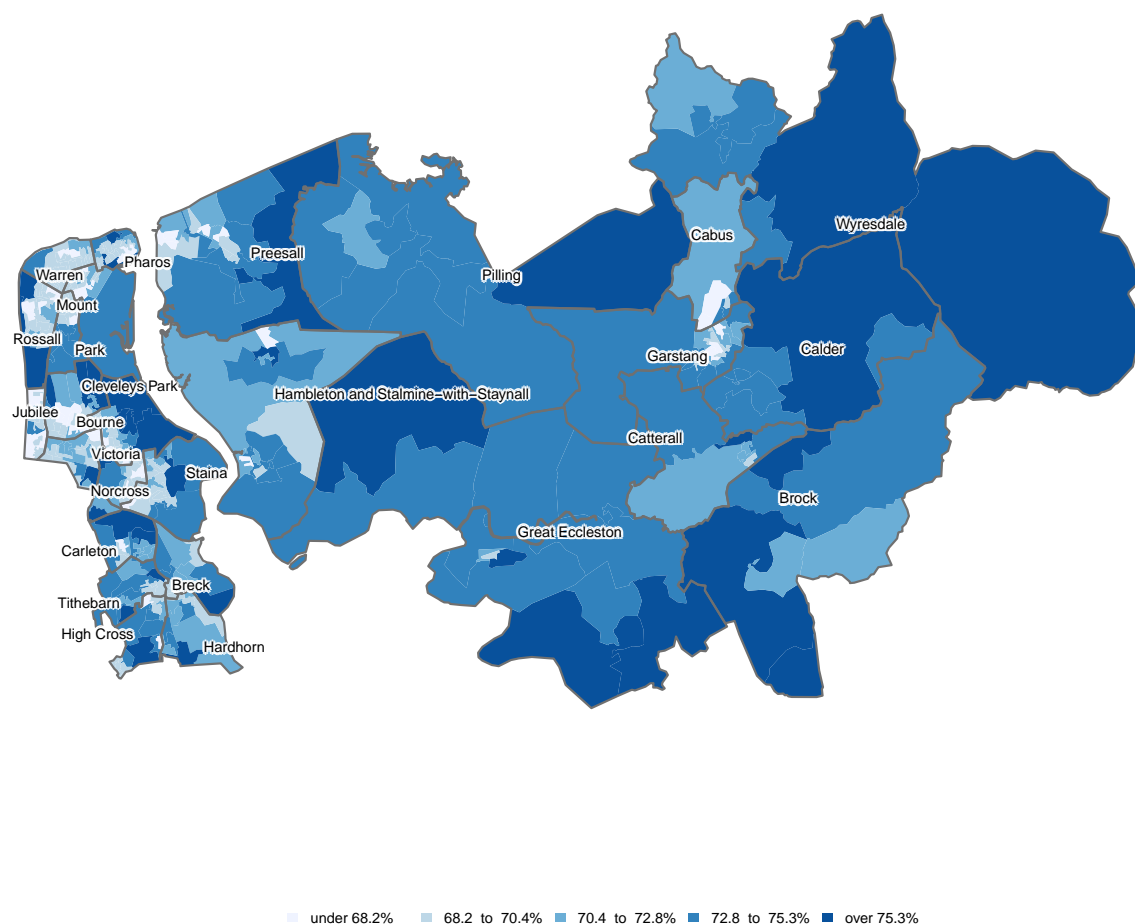 Wyresdale
Cabus
Preesall
Pharos
Warren
Pilling
Mount
Rossall
Park
Calder
Garstang
Cleveleys Park
Hambleton and Stalmine-with-Staynall
Jubilee
Bourne
Catterall
Victoria
Staina
Norcross
Brock
Great Eccleston
Carleton
Breck
Tithebarn
High Cross
Hardhorn
under 68.2% 68.2 to 70.4% 70.4 to 72.8% 72.8 to 75.3% over 75.3%